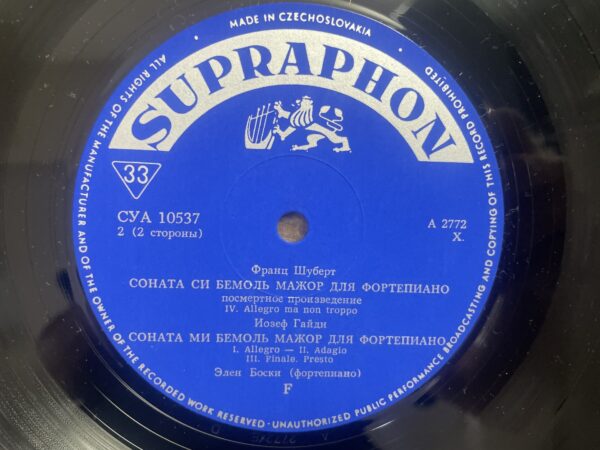 MADE IN CZECHOSLOVAKIA
ALL RIGHTS OF THE MANUFACTURER AND OF THE OWNER OF THE RECORDED WORK RESERVED · UNAUTHORIZED PUBLIC PERFORMANCE BROADCASTING AND COPYING OF THIS RECORD PROHIBITED
SUPRAPHON
33
СУА 10537
2 (2 стороны)
A 2772
X.
Франц Шуберт
СОНАТА СИ БЕМОЛЬ МАЖОР ДЛЯ ФОРТЕПИАНО
посмертное произведение
IV. Allegro ma non troppo
Иозеф Гайдн
СОНАТА МИ БЕМОЛЬ МАЖОР ДЛЯ ФОРТЕПИАНО
I. Allegro — II. Adagio
III. Finale. Presto
Элен Боски (фортепиано)
F